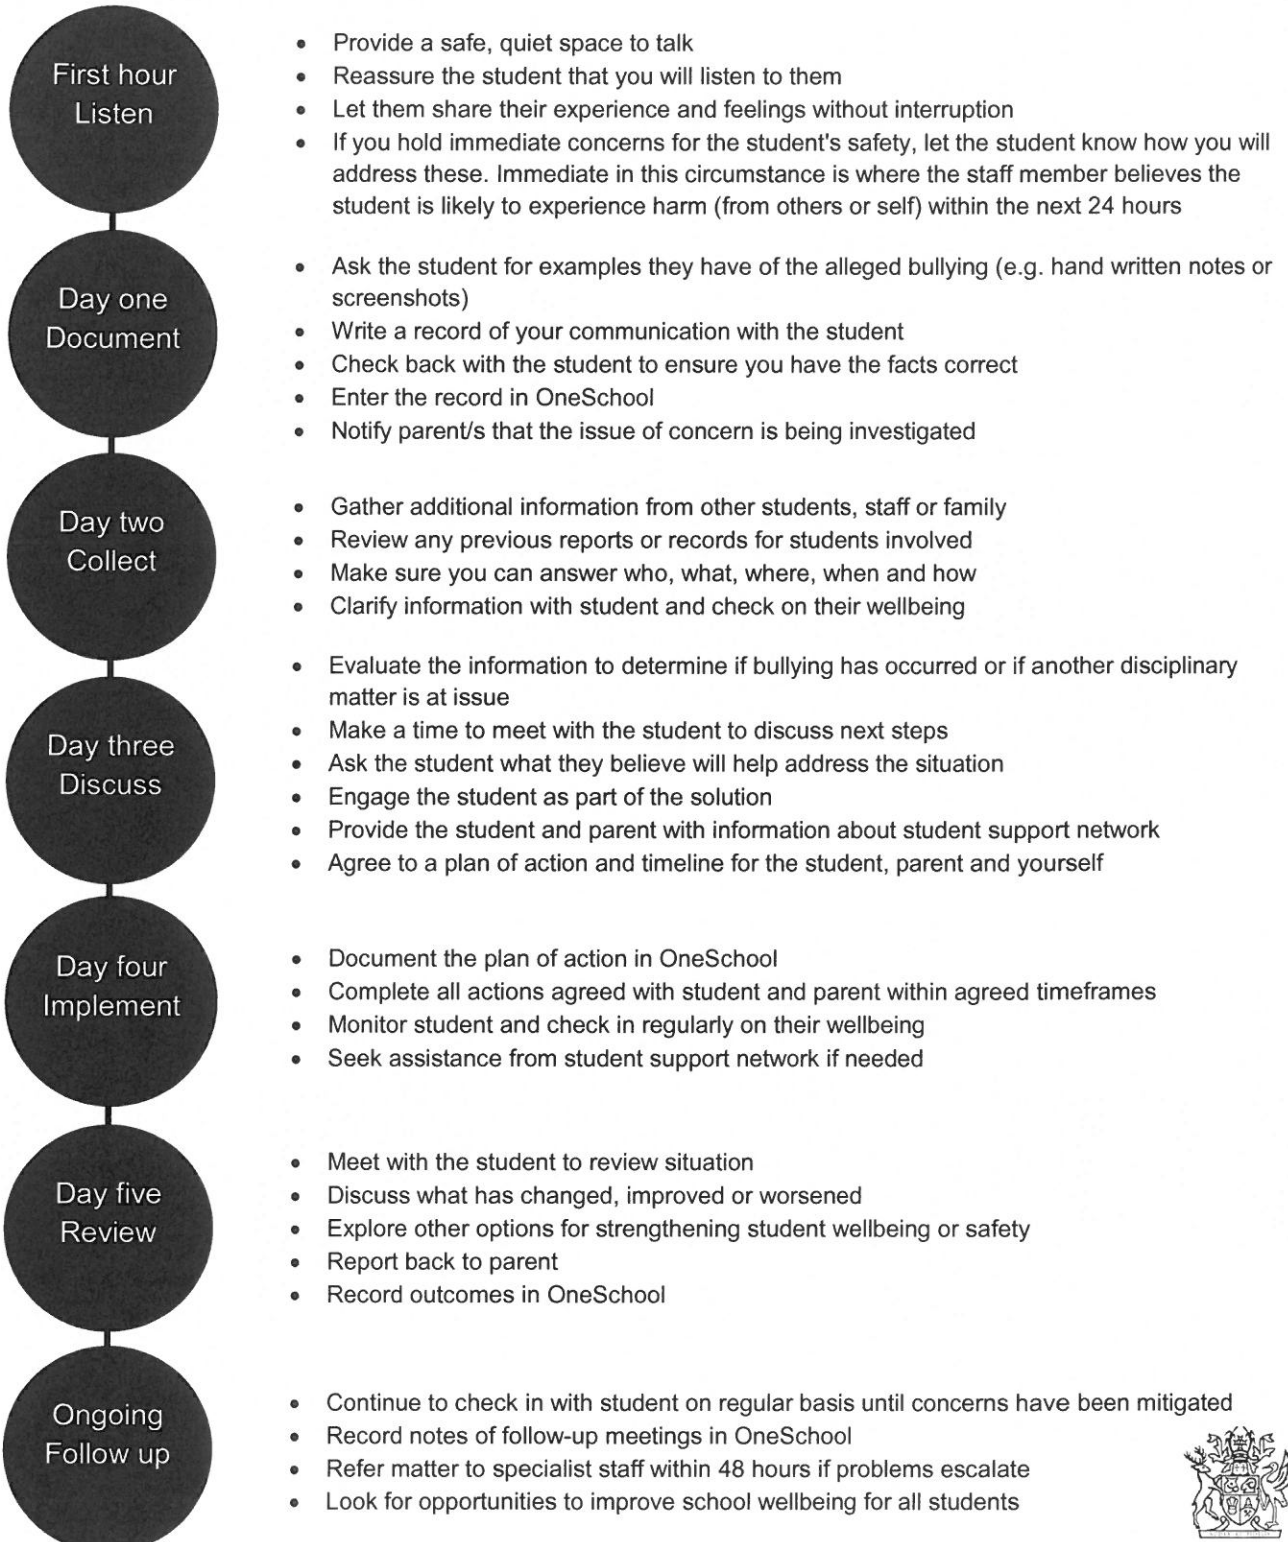 First hour
Listen
• Provide a safe, quiet space to talk
• Reassure the student that you will listen to them
• Let them share their experience and feelings without interruption
• If you hold immediate concerns for the student's safety, let the student know how you will
address these. Immediate in this circumstance is where the staff member believes the
student is likely to experience harm (from others or self) within the next 24 hours
Day one
Document
• Ask the student for examples they have of the alleged bullying (e.g. hand written notes or
screenshots)
• Write a record of your communication with the student
• Check back with the student to ensure you have the facts correct
• Enter the record in OneSchool
• Notify parent/s that the issue of concern is being investigated
Day two
Collect
• Gather additional information from other students, staff or family
• Review any previous reports or records for students involved
• Make sure you can answer who, what, where, when and how
• Clarify information with student and check on their wellbeing
Day three
Discuss
• Evaluate the information to determine if bullying has occurred or if another disciplinary
matter is at issue
• Make a time to meet with the student to discuss next steps
• Ask the student what they believe will help address the situation
• Engage the student as part of the solution
• Provide the student and parent with information about student support network
• Agree to a plan of action and timeline for the student, parent and yourself
Day four
Implement
• Document the plan of action in OneSchool
• Complete all actions agreed with student and parent within agreed timeframes
• Monitor student and check in regularly on their wellbeing
• Seek assistance from student support network if needed
Day five
Review
• Meet with the student to review situation
• Discuss what has changed, improved or worsened
• Explore other options for strengthening student wellbeing or safety
• Report back to parent
• Record outcomes in OneSchool
Ongoing
Follow up
• Continue to check in with student on regular basis until concerns have been mitigated
• Record notes of follow-up meetings in OneSchool
• Refer matter to specialist staff within 48 hours if problems escalate
• Look for opportunities to improve school wellbeing for all students